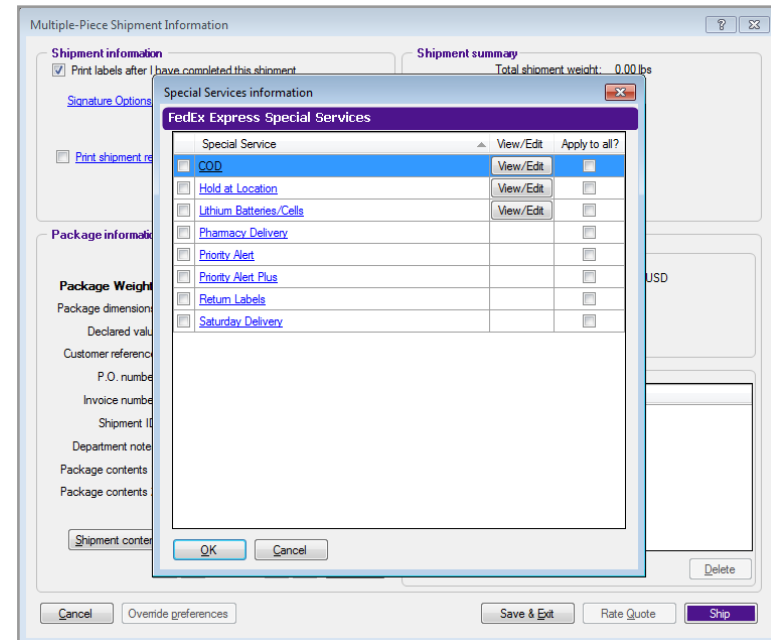 Multiple-Piece Shipment Information
Shipment information
Shipment summary
Print labels after I have completed this shipment
Total shipment weight: 0.00 lbs
Signature Options
Print shipment re
Special Services information
FedEx Express Special Services
Special Service View/Edit Apply to all?
COD View/Edit
Hold at Location View/Edit
Lithium Batteries/Cells View/Edit
Pharmacy Delivery
Priority Alert
Priority Alert Plus
Return Labels
Saturday Delivery
OK Cancel
Package informatio
USD
Package Weight
Package dimensions
Declared valu
Customer reference
P.O. numbe
Invoice numbe
Shipment ID
Department note
Package contents
Package contents
Shipment conten
Delete
Cancel Override preferences Save & Exit Rate Quote Ship